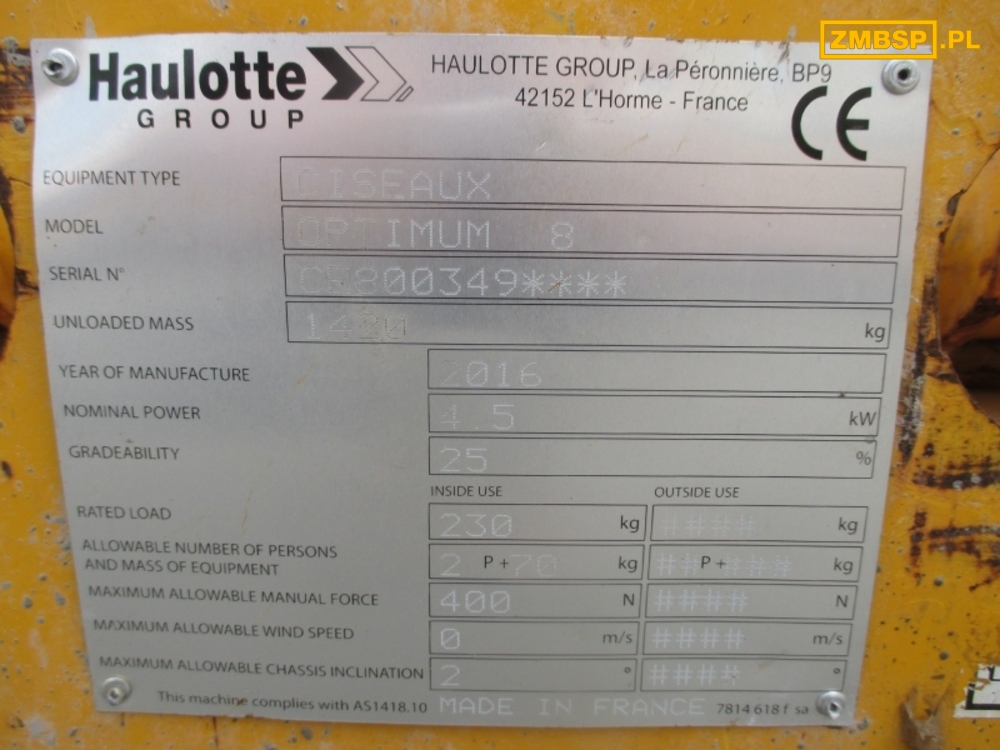 ZMBSP.PL
Haulotte
GROUP
HAULOTTE GROUP, La Péronnière, BP9
42152 L'Horme - France
CE
EQUIPMENT TYPE CISEAUX
MODEL OPTIMUM 8
SERIAL N° 800349****
UNLOADED MASS kg
YEAR OF MANUFACTURE 2016
NOMINAL POWER 4.5 kW
GRADEABILITY 25 %
INSIDE USE OUTSIDE USE
RATED LOAD 230 kg #### kg
ALLOWABLE NUMBER OF PERSONS
AND MASS OF EQUIPMENT 2 P + 70 kg ## P + ### kg
MAXIMUM ALLOWABLE MANUAL FORCE 400 N #### N
MAXIMUM ALLOWABLE WIND SPEED 0 m/s #### m/s
MAXIMUM ALLOWABLE CHASSIS INCLINATION 2 ° #### °
This machine complies with AS1418.10 MADE IN FRANCE 7814 618 f sa